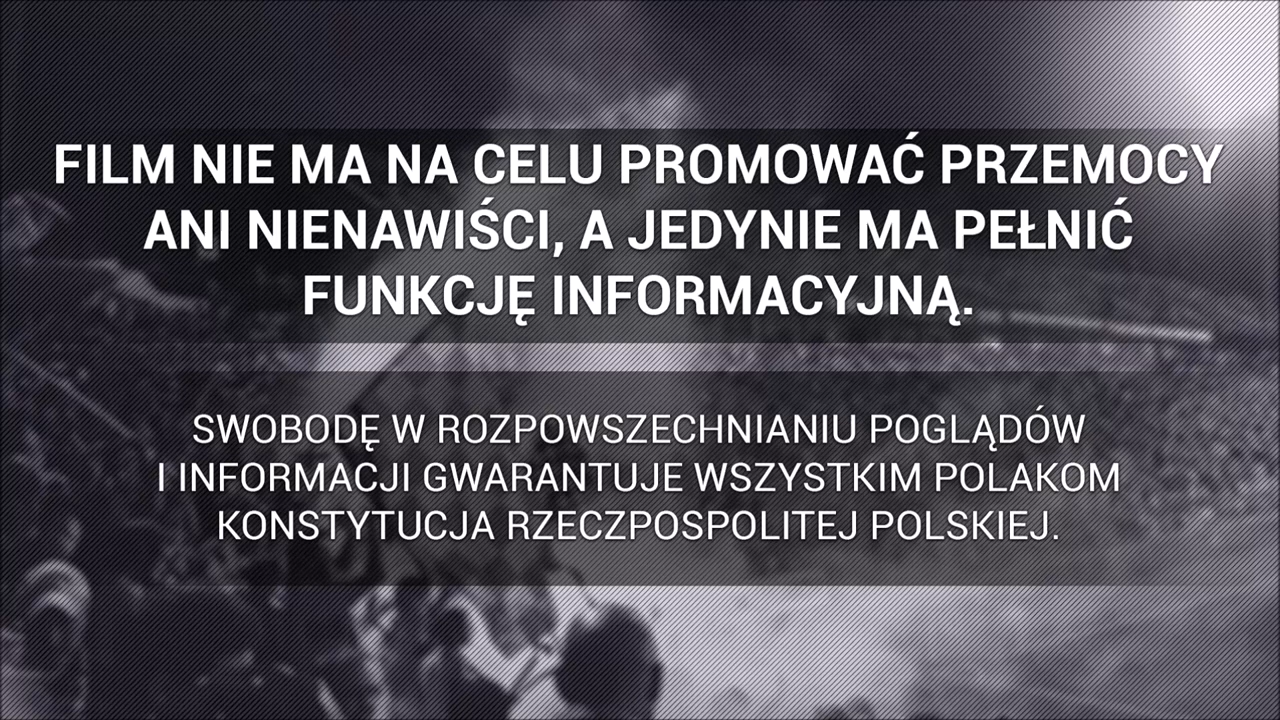 FILM NIE MA NA CELU PROMOWAĆ PRZEMOCY
ANI NIENAWIŚCI, A JEDYNIE MA PEŁNIĆ
FUNKCJĘ INFORMACYJNĄ.
SWOBODĘ W ROZPOWSZECHNIANIU POGLĄDÓW
I INFORMACJI GWARANTUJE WSZYSTKIM POLAKOM
KONSTYTUCJA RZECZPOSPOLITEJ POLSKIEJ.